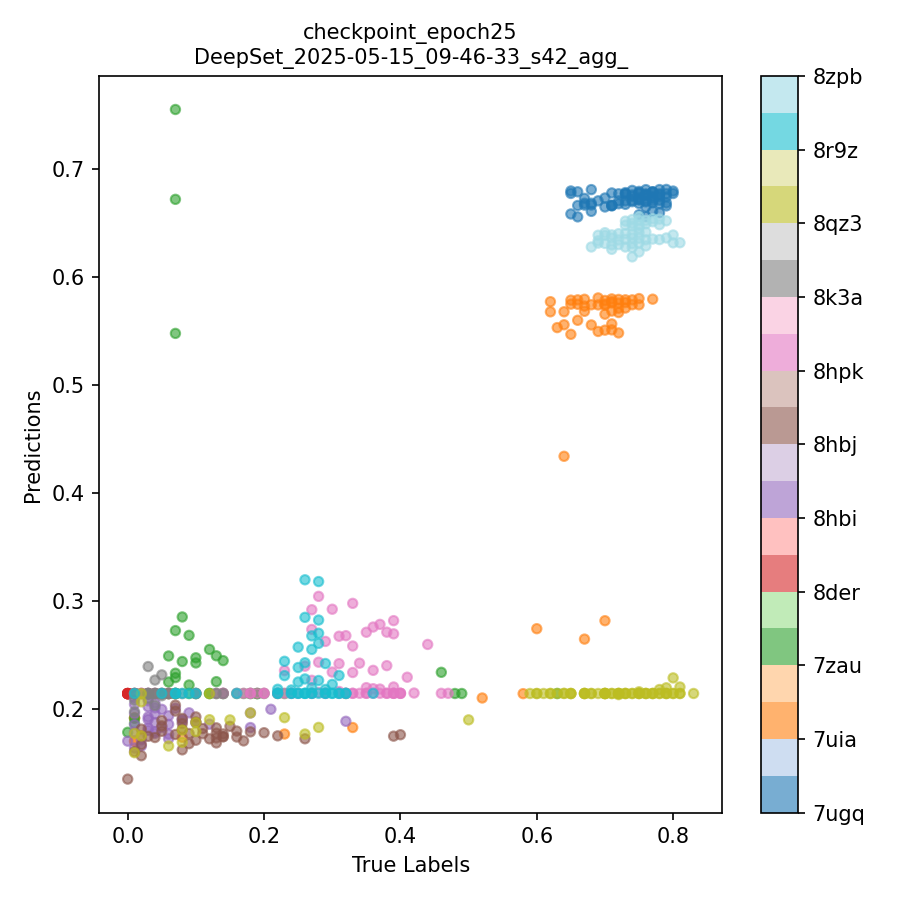 checkpoint_epoch25
DeepSet_2025-05-15_09-46-33_s42_agg_
Predictions
0.7
0.6
0.5
0.4
0.3
0.2
0.0
0.2
0.4
0.6
0.8
True Labels
8zpb
8r9z
8qz3
8k3a
8hpk
8hbj
8hbi
8der
7zau
7uia
7ugq